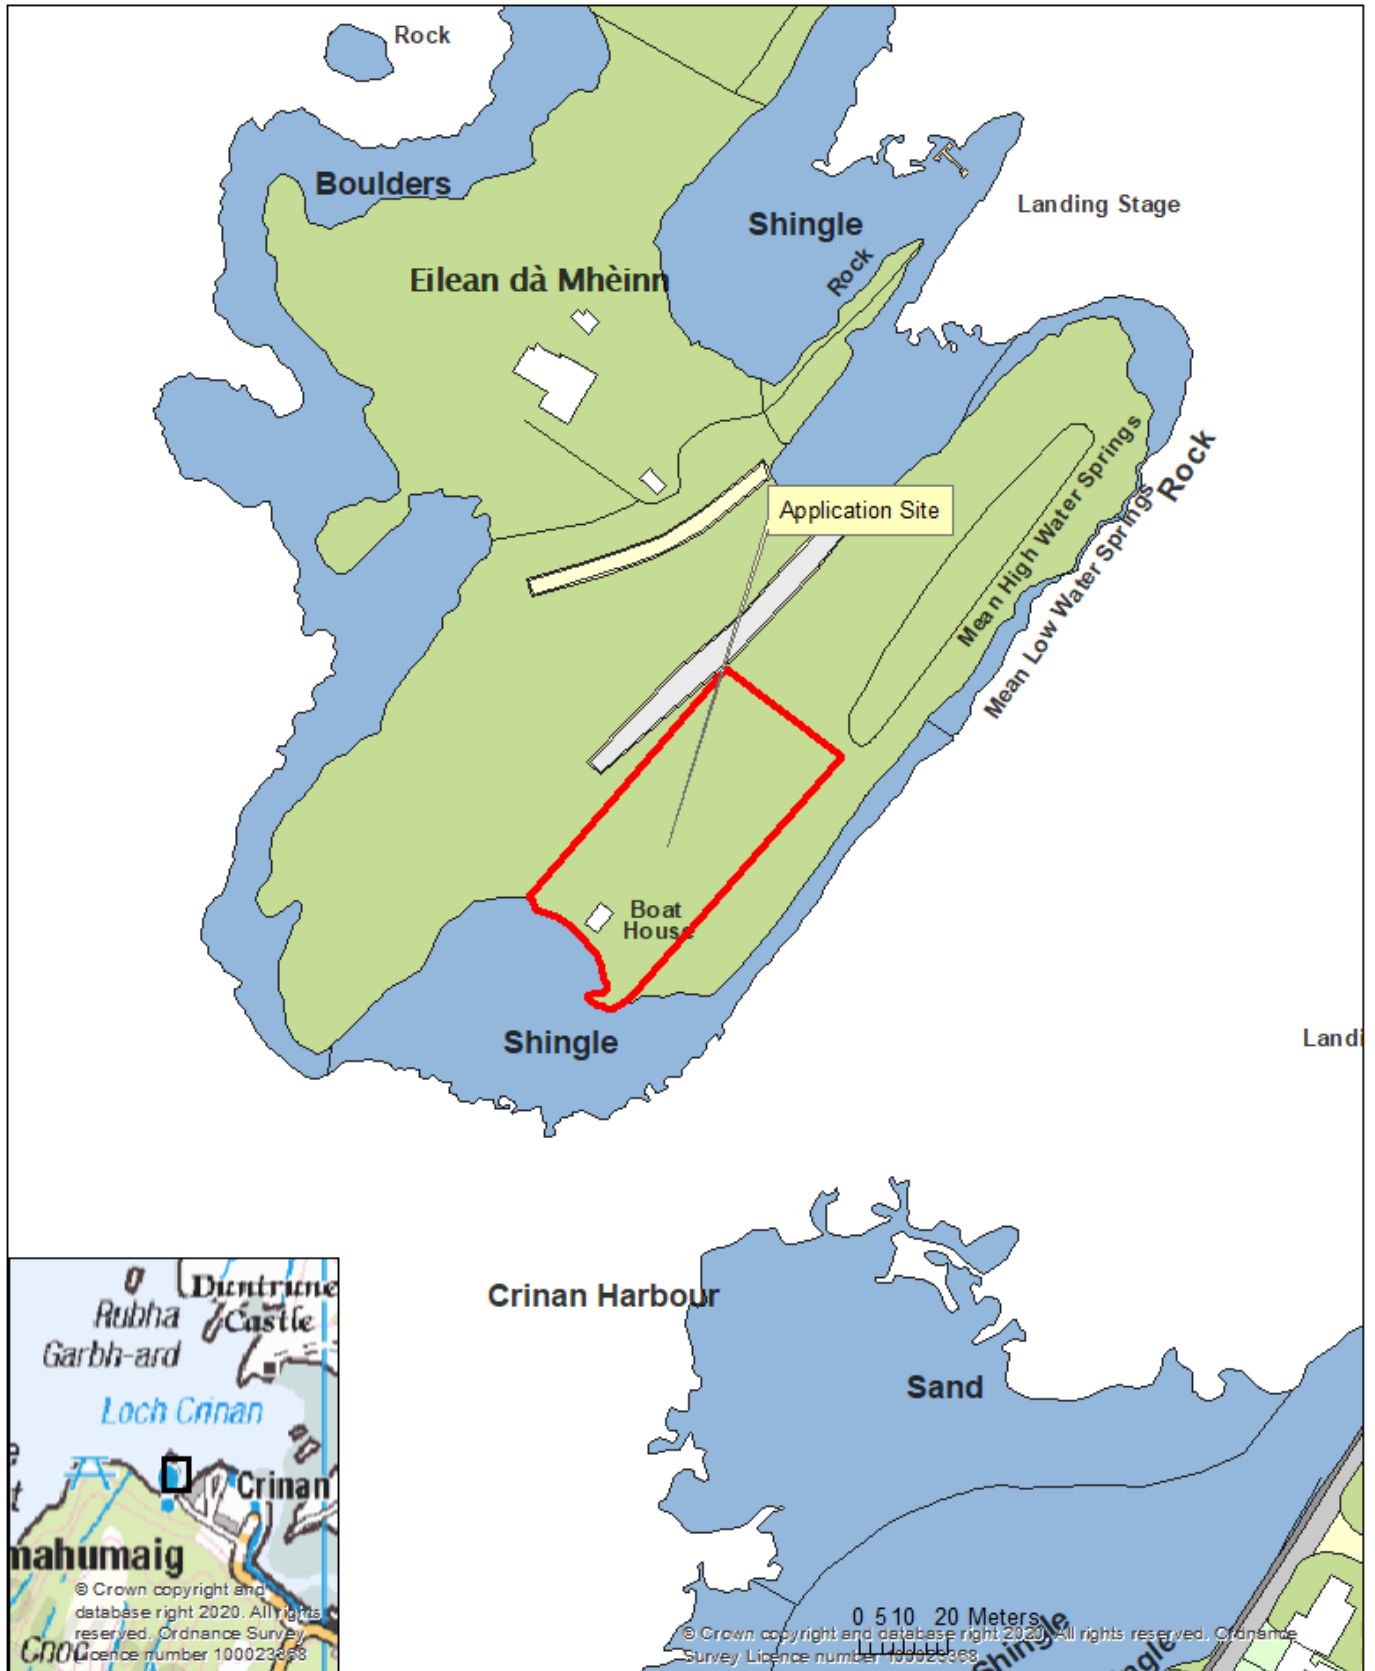 Rock
Boulders
Landing Stage
Shingle
Rock
Eilean dà Mhèinn
Mean High Water Springs
Rock
Mean Low Water Springs
Application Site
Boat
House
Shingle
Landi
Crinan Harbour
Sand
Duntrune
Castle
Rubha
Garbh-ard
Loch Crinan
Crinan
mahumaig
© Crown copyright and
database right 2020. All rights
reserved. Ordnance Survey
Licence number 100023368
Cnoc
0 5 10 20 Meters
© Crown copyright and database right 2020. All rights reserved. Ordnance
Survey Licence number 100023368
Shingle
ngle